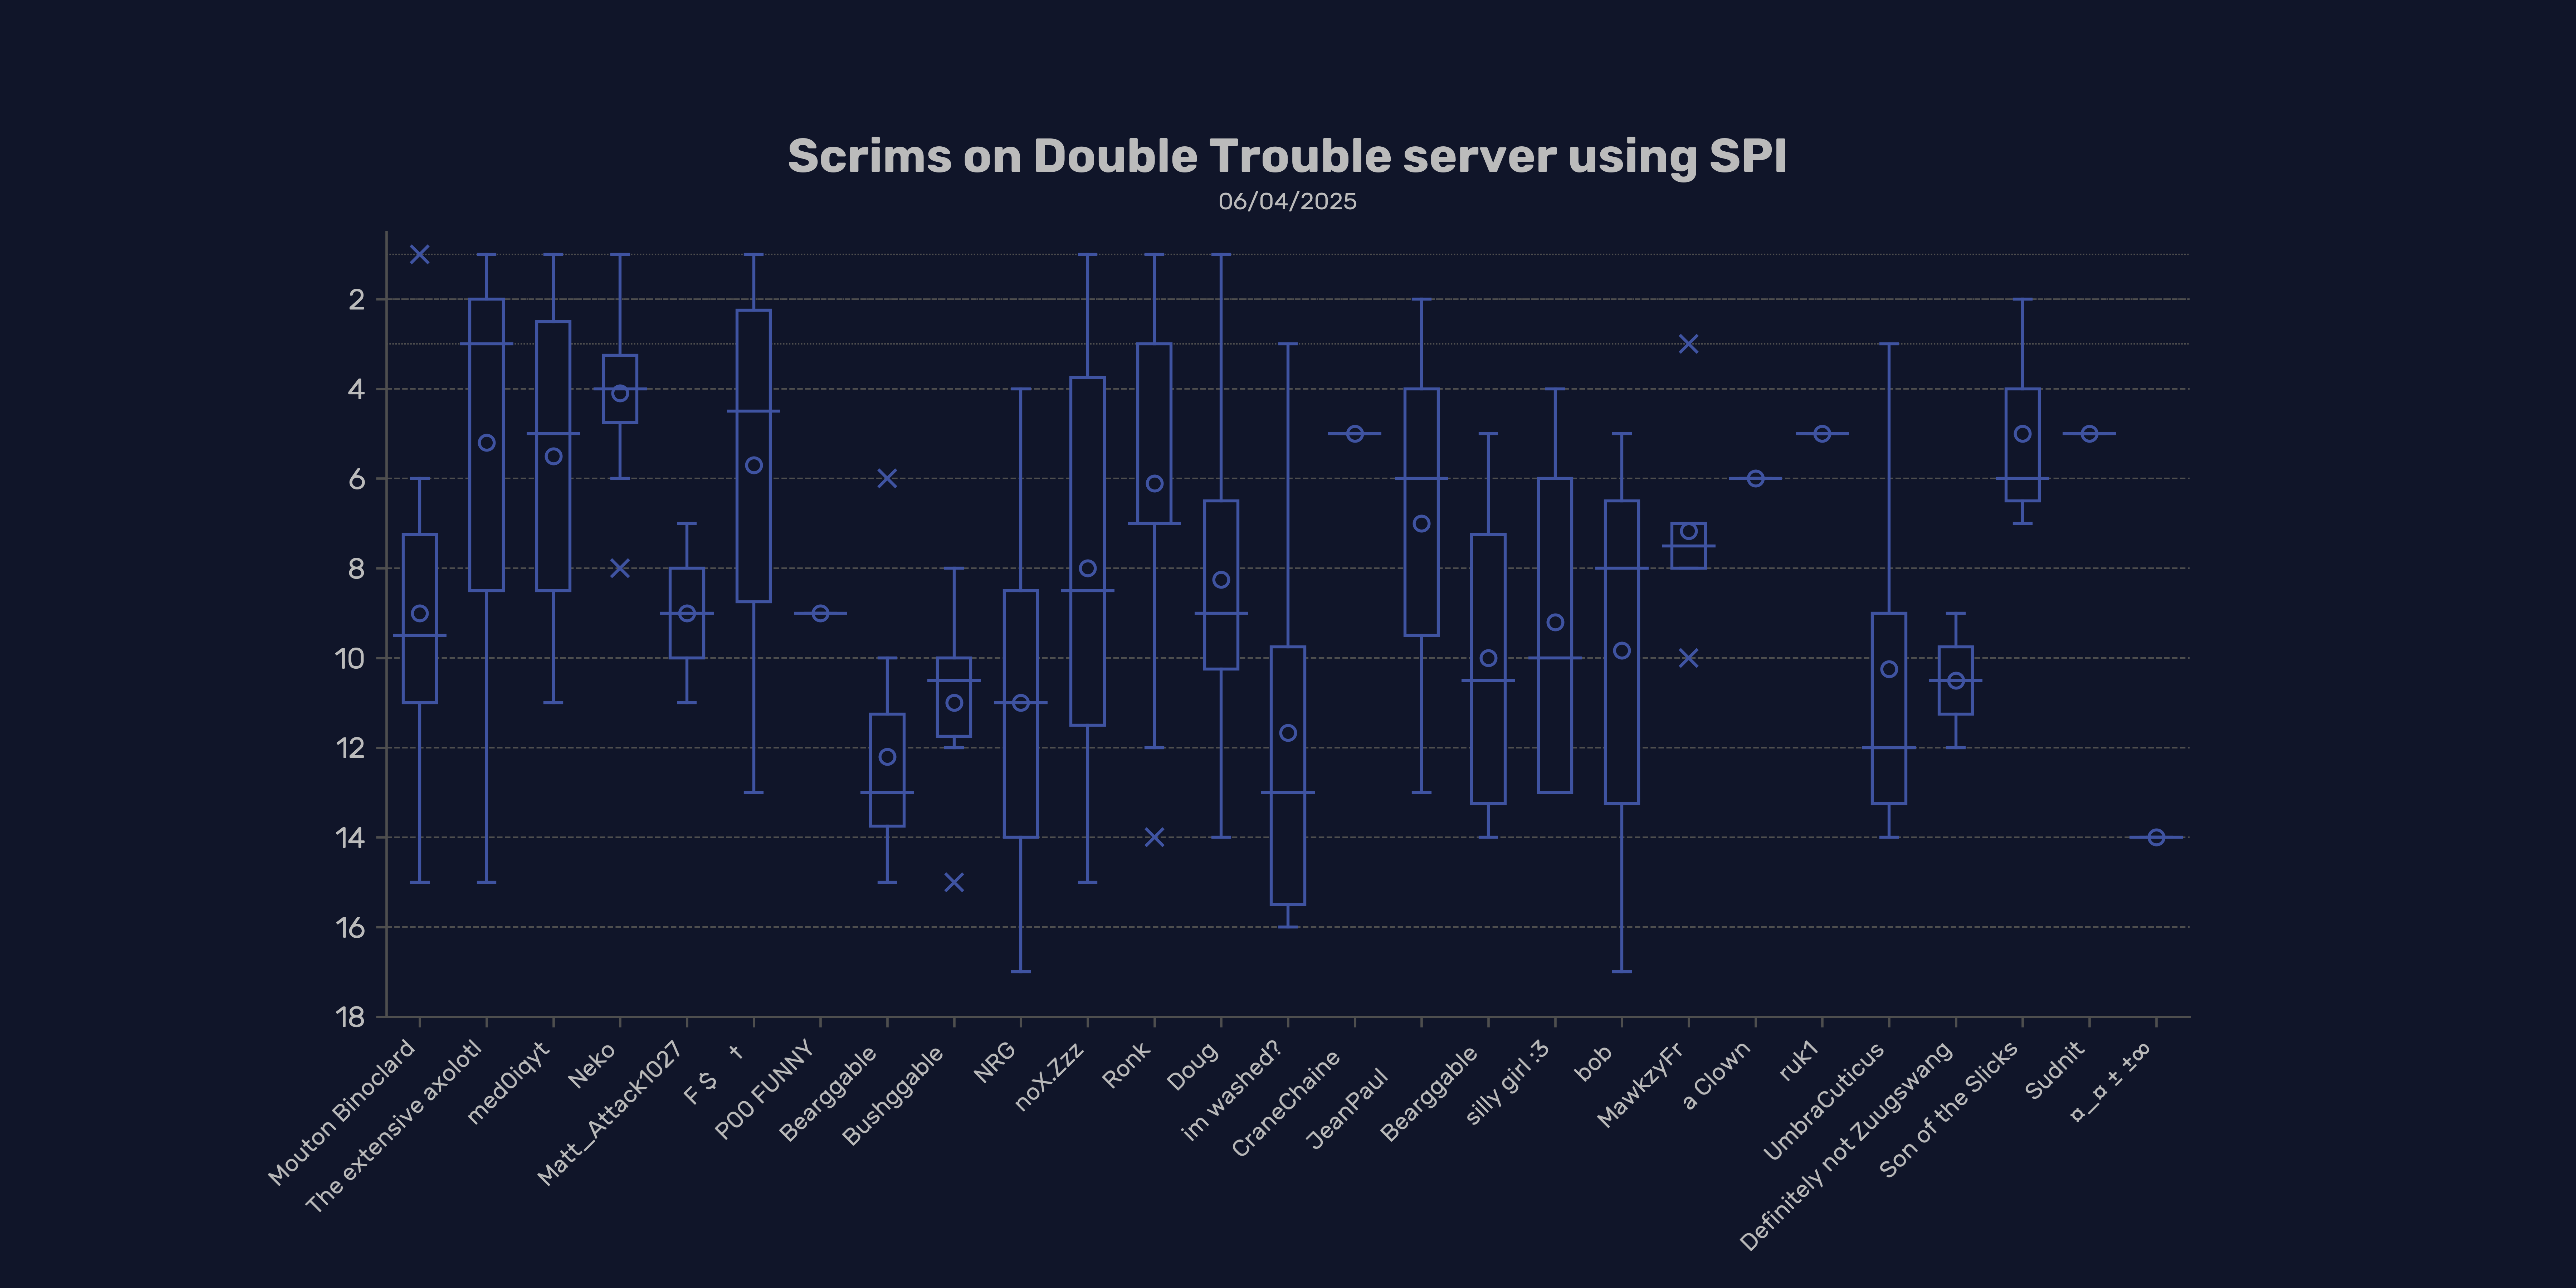 Scrims on Double Trouble server using SPI
06/04/2025
2
4
6
8
10
12
14
16
18
Mouton Binoclard
The extensive axolotl
med0iqyt
Neko
Matt_Attack1027
F $ †
P00 FUNNY
Bearggable
Bushggable
NRG
noX.Zzz
Ronk
Doug
im washed?
CraneChaine
JeanPaul
Bearggable
silly girl :3
bob
MawkzyFr
a Clown
ruk1
UmbraCuticus
Definitely not Zuugswang
Son of the Slicks
Sudnit
¤_¤ ± ±∞